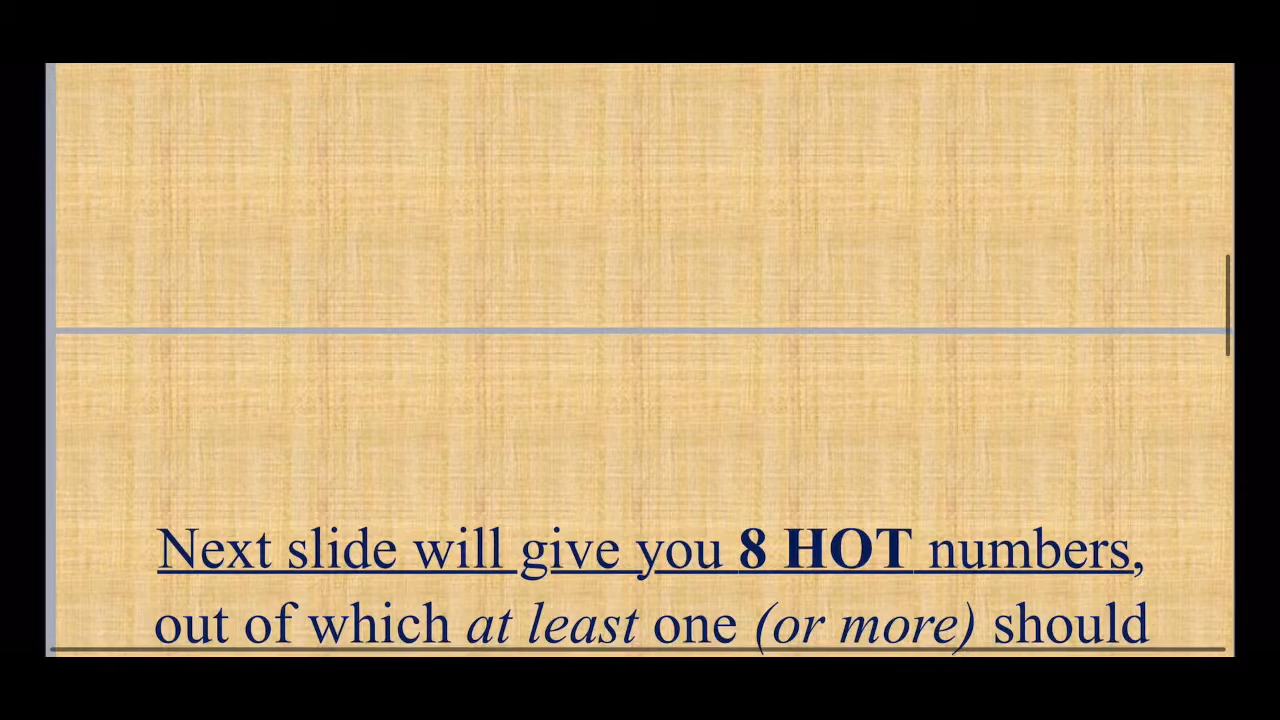 Next slide will give you 8 HOT numbers,
out of which at least one (or more) should